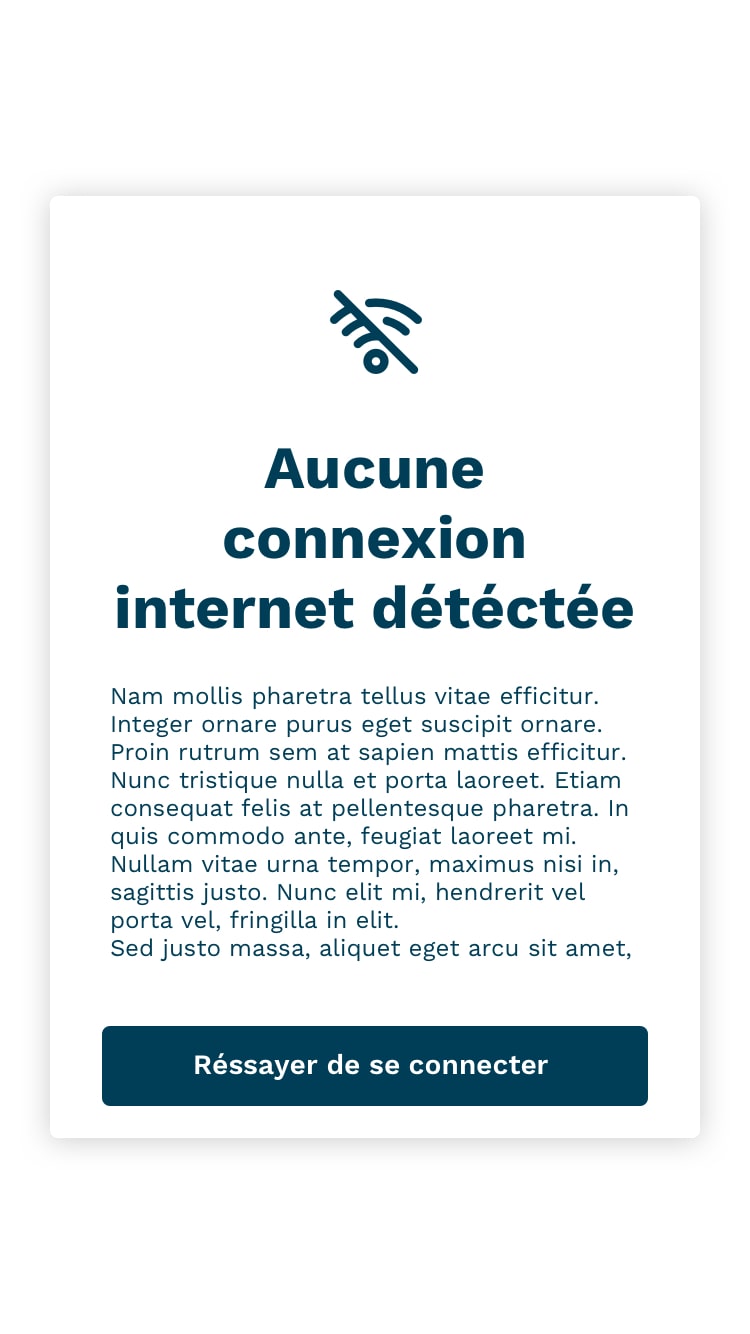 Aucune
connexion
internet détéctée
Nam mollis pharetra tellus vitae efficitur.
Integer ornare purus eget suscipit ornare.
Proin rutrum sem at sapien mattis efficitur.
Nunc tristique nulla et porta laoreet. Etiam
consequat felis at pellentesque pharetra. In
quis commodo ante, feugiat laoreet mi.
Nullam vitae urna tempor, maximus nisi in,
sagittis justo. Nunc elit mi, hendrerit vel
porta vel, fringilla in elit.
Sed justo massa, aliquet eget arcu sit amet,
Réssayer de se connecter